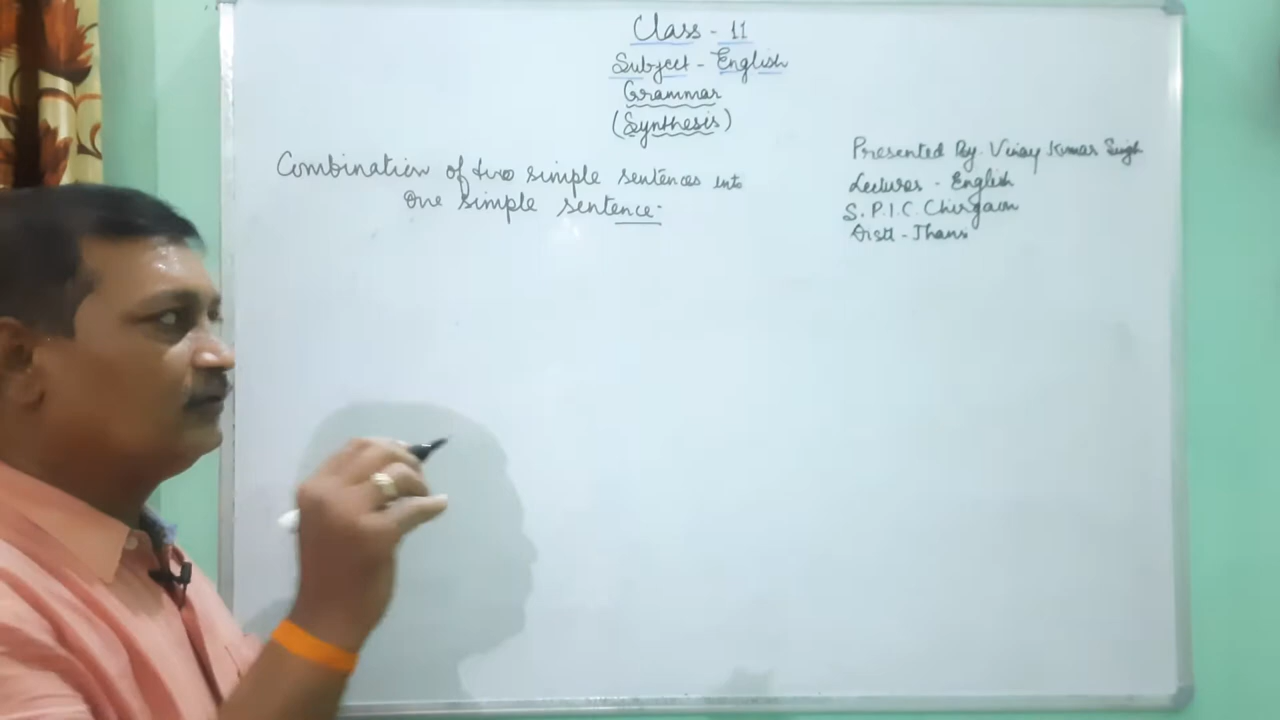 Class - 11
Subject - English
Grammar
(Synthesis)
Combination of two simple sentences into
one simple sentence:-
Presented By. Vinay Kumar Singh
Lecturer - English
S. P. I. C. Chirgaon
Distt - Jhansi